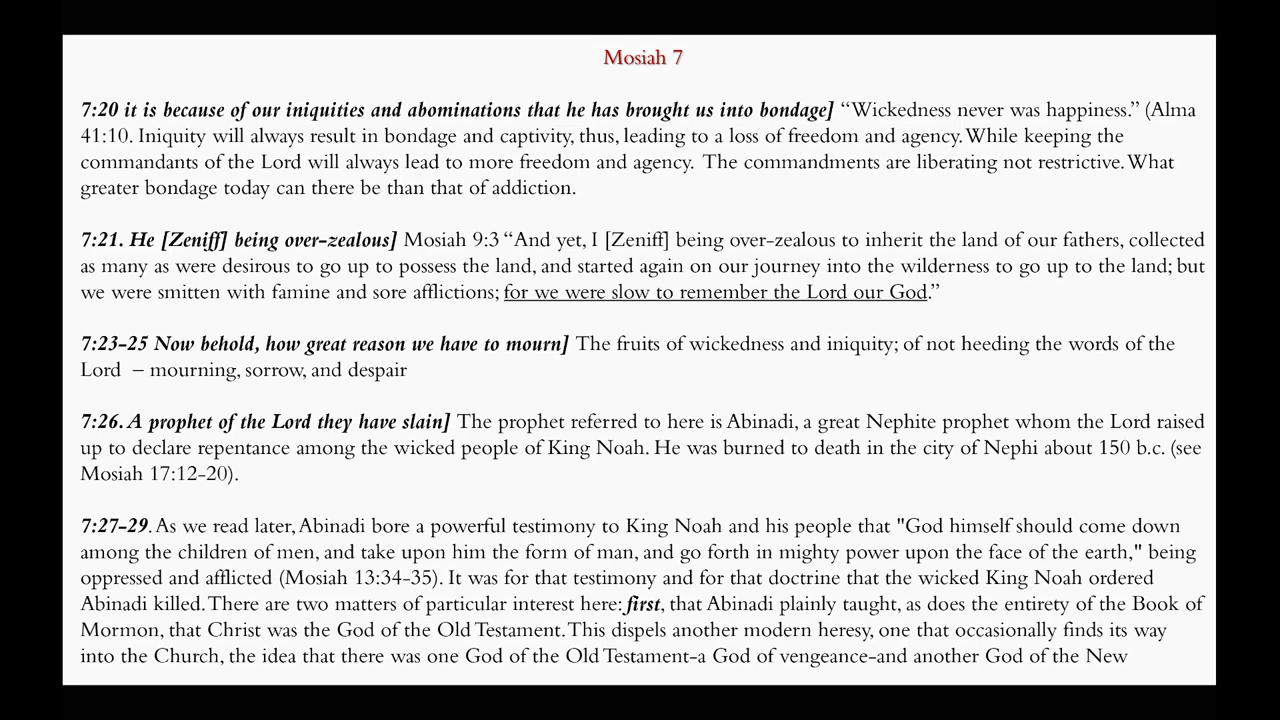 Mosiah 7
7:20 it is because of our iniquities and abominations that he has brought us into bondage] “Wickedness never was happiness.” (Alma
41:10. Iniquity will always result in bondage and captivity, thus, leading to a loss of freedom and agency. While keeping the
commandants of the Lord will always lead to more freedom and agency.  The commandments are liberating not restrictive. What
greater bondage today can there be than that of addiction.
7:21. He [Zeniff] being over-zealous] Mosiah 9:3 “And yet, I [Zeniff] being over-zealous to inherit the land of our fathers, collected
as many as were desirous to go up to possess the land, and started again on our journey into the wilderness to go up to the land; but
we were smitten with famine and sore afflictions; for we were slow to remember the Lord our God.”
7:23-25 Now behold, how great reason we have to mourn] The fruits of wickedness and iniquity; of not heeding the words of the
Lord  – mourning, sorrow, and despair
7:26. A prophet of the Lord they have slain] The prophet referred to here is Abinadi, a great Nephite prophet whom the Lord raised
up to declare repentance among the wicked people of King Noah. He was burned to death in the city of Nephi about 150 b.c. (see
Mosiah 17:12-20).
7:27-29. As we read later, Abinadi bore a powerful testimony to King Noah and his people that "God himself should come down
among the children of men, and take upon him the form of man, and go forth in mighty power upon the face of the earth," being
oppressed and afflicted (Mosiah 13:34-35). It was for that testimony and for that doctrine that the wicked King Noah ordered
Abinadi killed. There are two matters of particular interest here: first, that Abinadi plainly taught, as does the entirety of the Book of
Mormon, that Christ was the God of the Old Testament. This dispels another modern heresy, one that occasionally finds its way
into the Church, the idea that there was one God of the Old Testament-a God of vengeance-and another God of the New